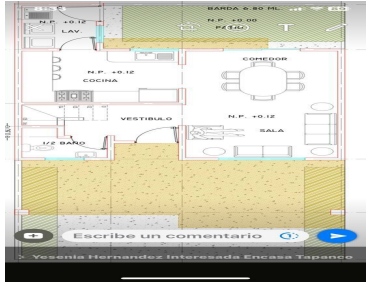 BARDA 6.80 ML.
N.P. +0.12
N.P. +0.00
LAV.
PATIO
COMEDOR
N.P. +0.12
COCINA
N.P. +0.12
VESTIBULO
SALA
1/2 BAÑO
Escribe un comentario
Yesenia Hernandez Interesada Encasa Tapanco